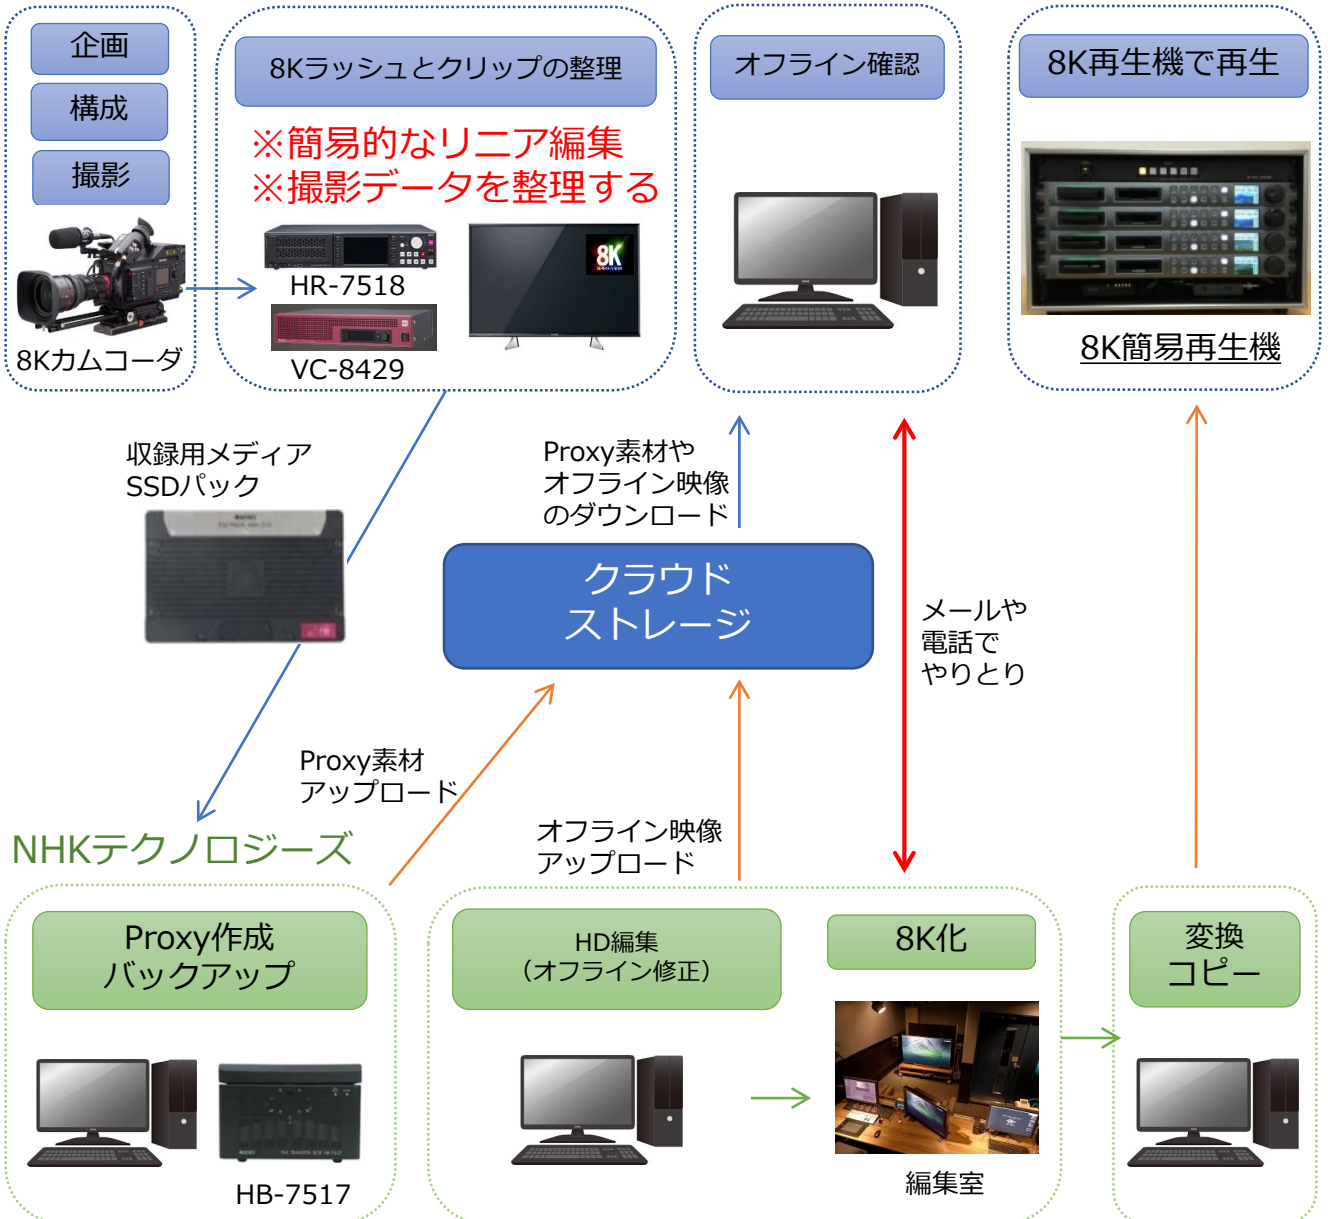 企画
構成
撮影
8Kカムコーダ
8Kラッシュとクリップの整理
※簡易的なリニア編集
※撮影データを整理する
8K
HR-7518
VC-8429
オフライン確認
8K再生機で再生
8K簡易再生機
収録用メディア
SSDパック
Proxy素材や
オフライン映像
のダウンロード
クラウド
ストレージ
メールや
電話で
やりとり
Proxy素材
アップロード
オフライン映像
アップロード
NHKテクノロジーズ
Proxy作成
バックアップ
HB-7517
HD編集
（オフライン修正）
8K化
編集室
変換
コピー